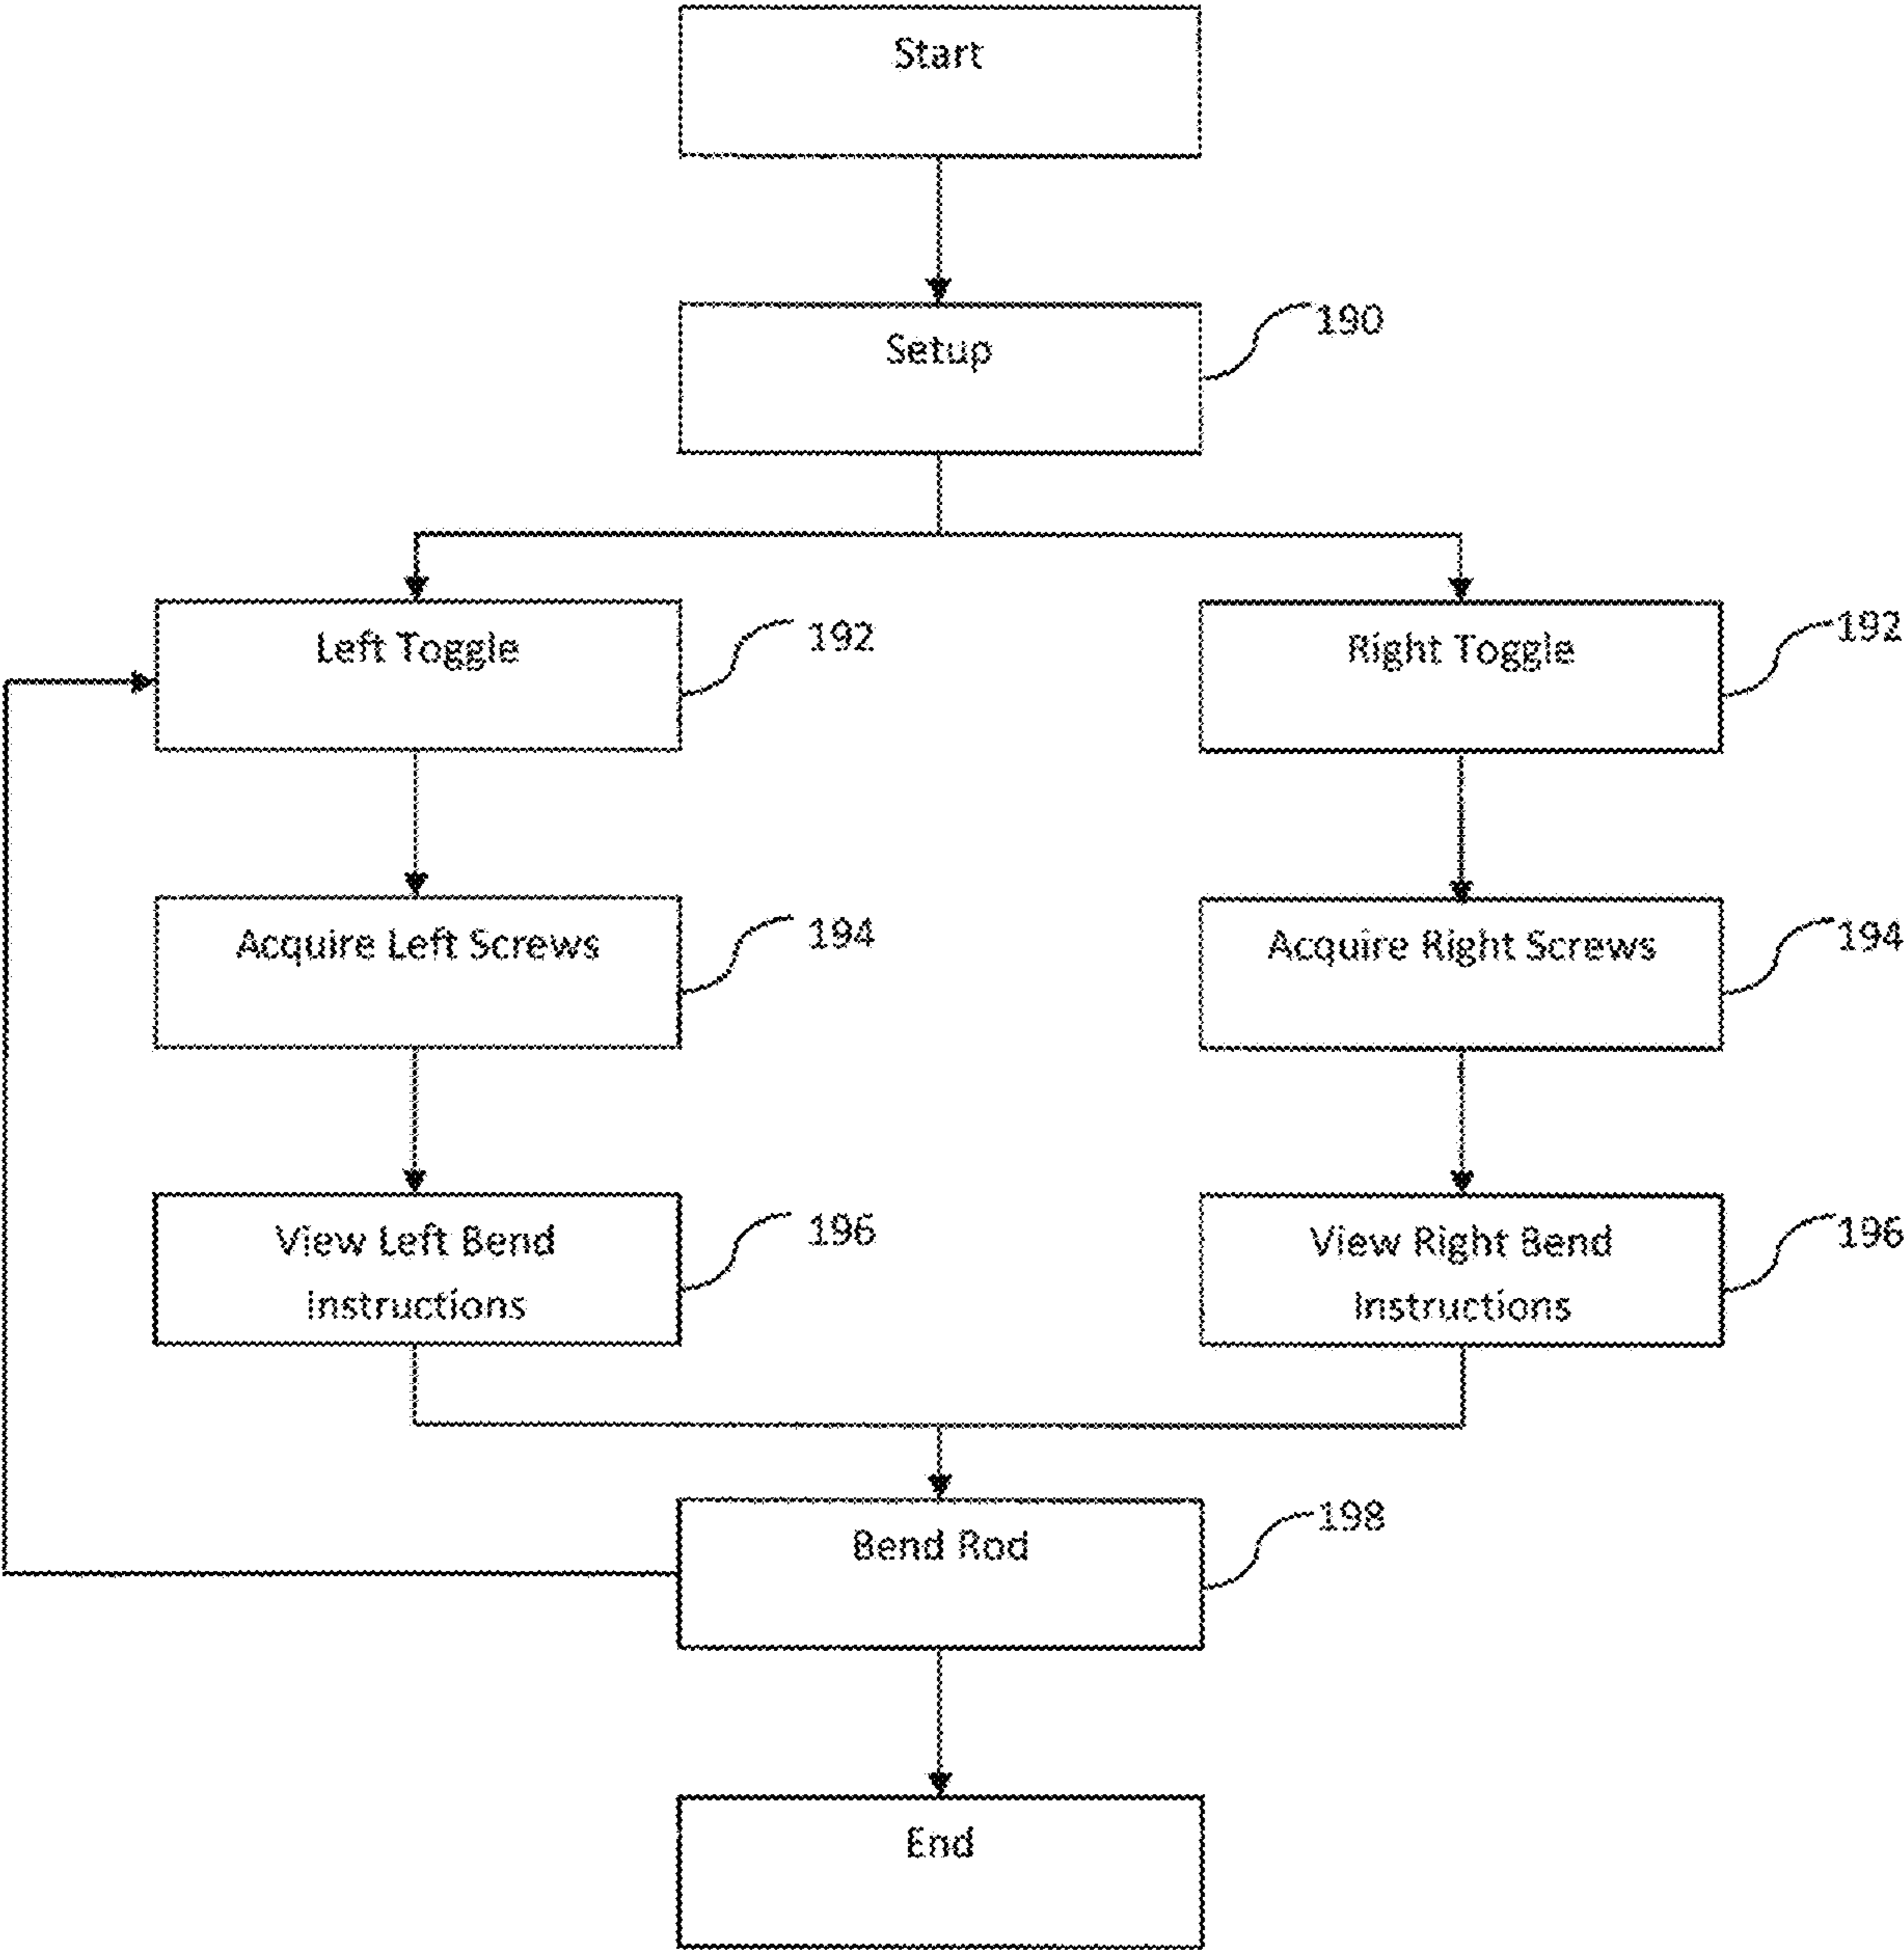 Start
Setup
190
Left Toggle
192
Right Toggle
192
Acquire Left Screws
194
Acquire Right Screws
194
View Left Bend
Instructions
196
View Right Bend
Instructions
196
Bend Rod
198
End